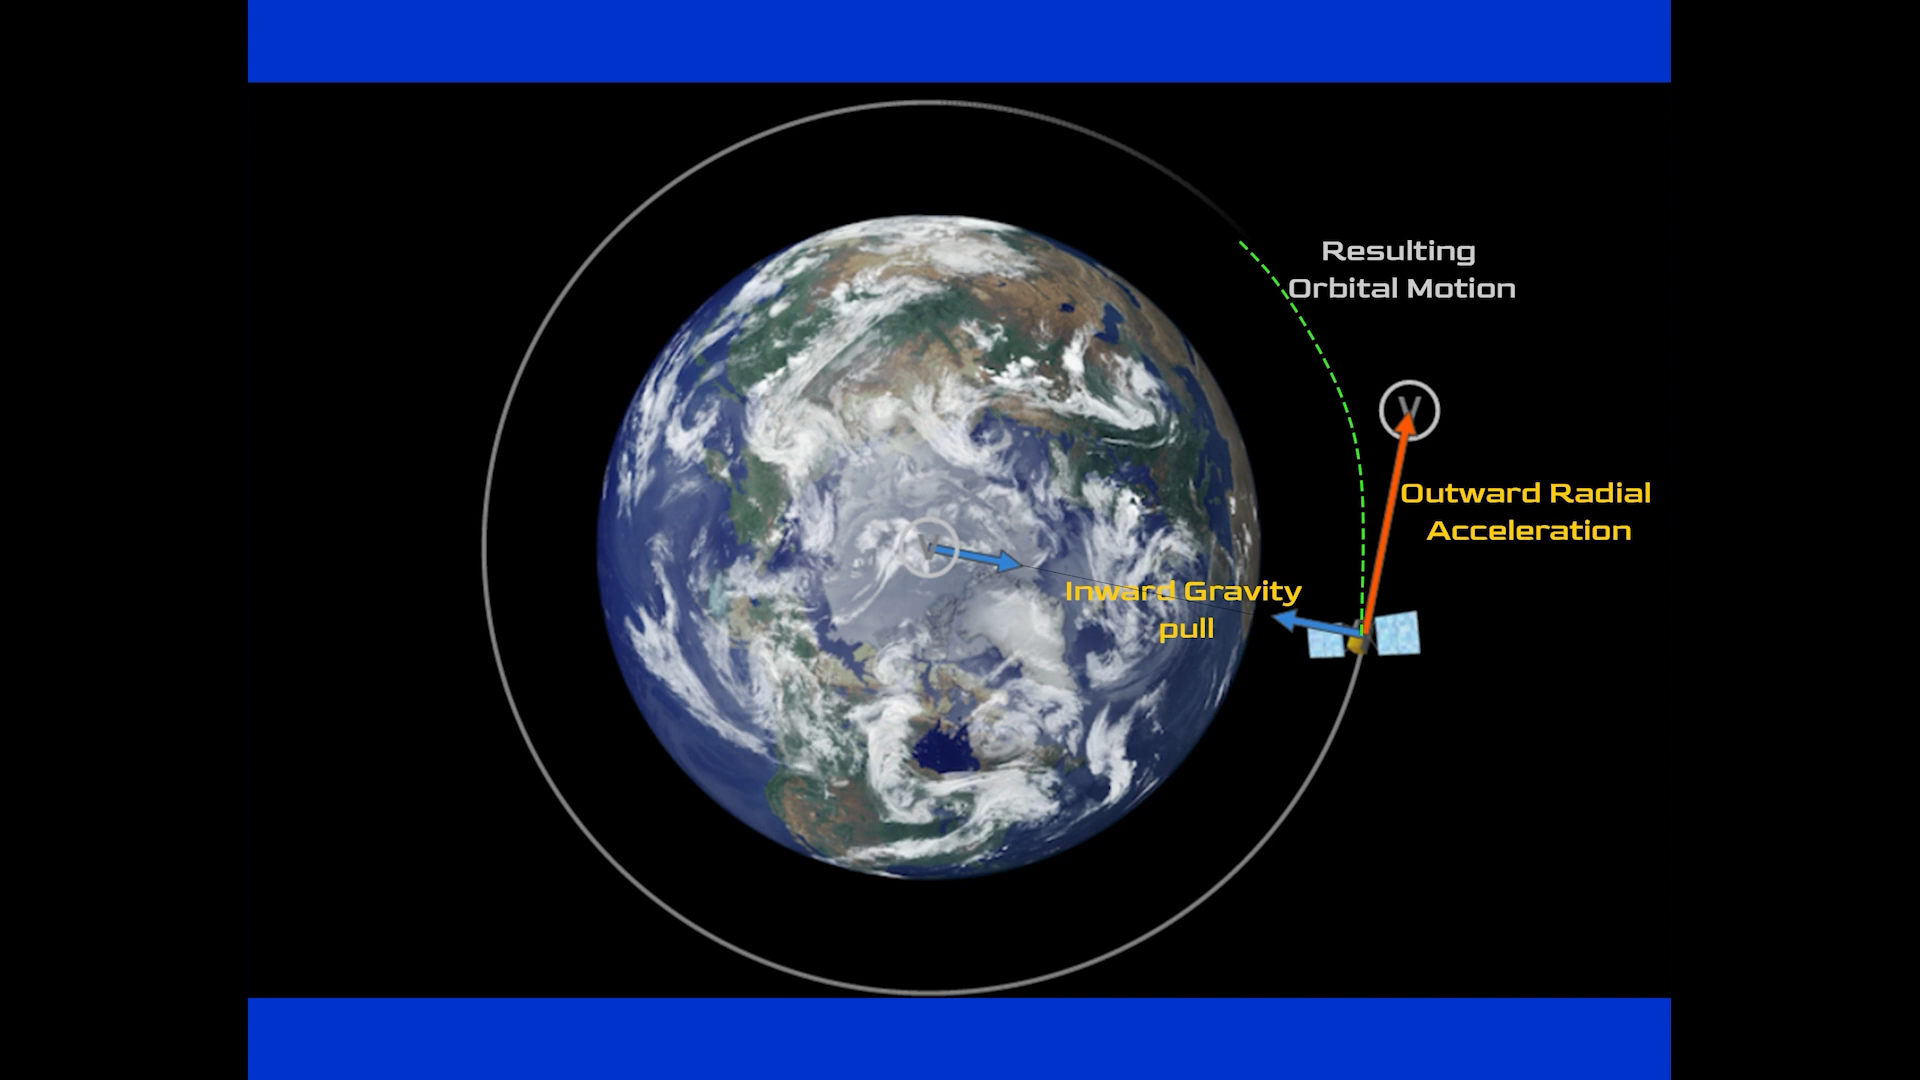 Resulting
Orbital Motion
V
Outward Radial
Acceleration
Inward Gravity
pull